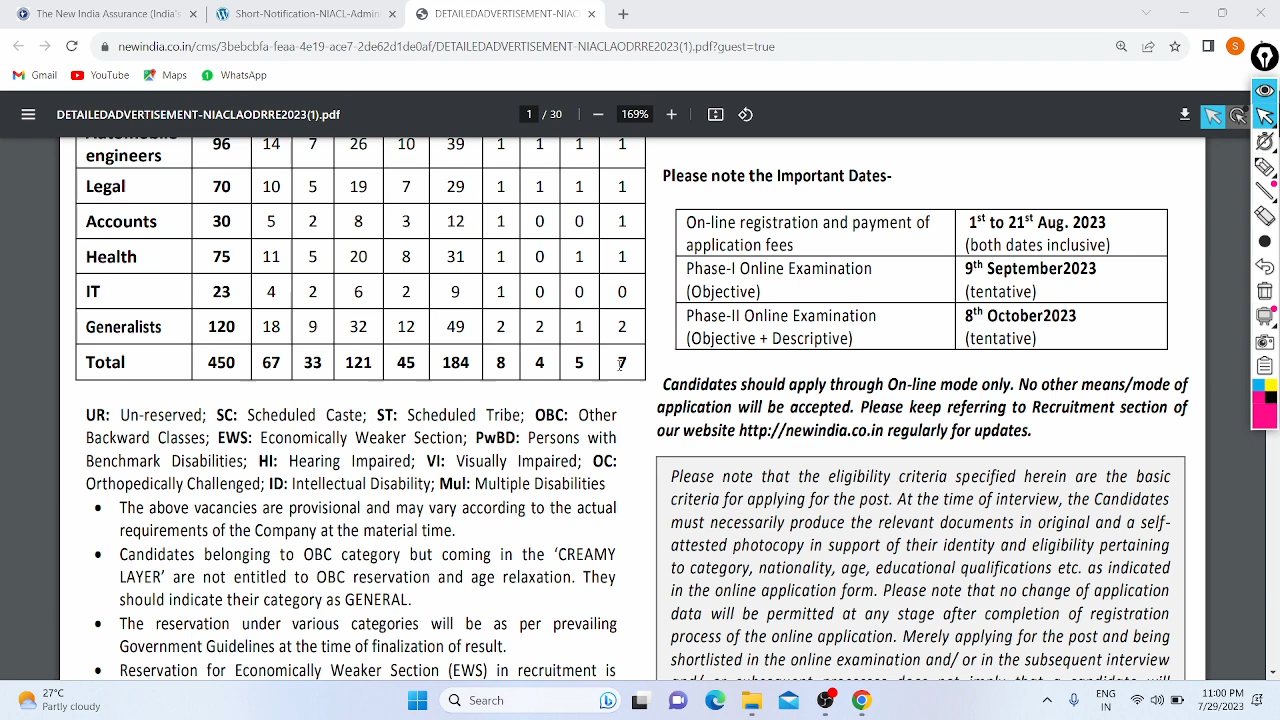 The New India Assurance (India's
Short-Notification-NIACL-Admin
DETAILEDADVERTISEMENT-NIAC
newindia.co.in/cms/3bebcbfa-feaa-4e19-ace7-2de62d1de0af/DETAILEDADVERTISEMENT-NIACLAODRRE2023(1).pdf?guest=true
S
Gmail YouTube Maps WhatsApp
DETAILEDADVERTISEMENT-NIACLAODRRE2023(1).pdf 1 / 30 169%
Automobile engineers 96 14 7 26 10 39 1 1 1 1
Legal 70 10 5 19 7 29 1 1 1 1
Accounts 30 5 2 8 3 12 1 0 0 1
Health 75 11 5 20 8 31 1 0 1 1
IT 23 4 2 6 2 9 1 0 0 0
Generalists 120 18 9 32 12 49 2 2 1 2
Total 450 67 33 121 45 184 8 4 5 7
UR: Un-reserved; SC: Scheduled Caste; ST: Scheduled Tribe; OBC: Other
Backward Classes; EWS: Economically Weaker Section; PwBD: Persons with
Benchmark Disabilities; HI: Hearing Impaired; VI: Visually Impaired; OC:
Orthopedically Challenged; ID: Intellectual Disability; Mul: Multiple Disabilities
• The above vacancies are provisional and may vary according to the actual
requirements of the Company at the material time.
• Candidates belonging to OBC category but coming in the ‘CREAMY
LAYER’ are not entitled to OBC reservation and age relaxation. They
should indicate their category as GENERAL.
• The reservation under various categories will be as per prevailing
Government Guidelines at the time of finalization of result.
• Reservation for Economically Weaker Section (EWS) in recruitment is
Please note the Important Dates-
On-line registration and payment of 1st to 21st Aug. 2023
application fees (both dates inclusive)
Phase-I Online Examination 9th September2023
(Objective) (tentative)
Phase-II Online Examination 8th October2023
(Objective + Descriptive) (tentative)
Candidates should apply through On-line mode only. No other means/mode of
application will be accepted. Please keep referring to Recruitment section of
our website http://newindia.co.in regularly for updates.
Please note that the eligibility criteria specified herein are the basic
criteria for applying for the post. At the time of interview, the Candidates
must necessarily produce the relevant documents in original and a self-
attested photocopy in support of their identity and eligibility pertaining
to category, nationality, age, educational qualifications etc. as indicated
in the online application form. Please note that no change of application
data will be permitted at any stage after completion of registration
process of the online application. Merely applying for the post and being
shortlisted in the online examination and/ or in the subsequent interview
27°C
Partly cloudy
Search
ENG
IN
11:00 PM
7/29/2023